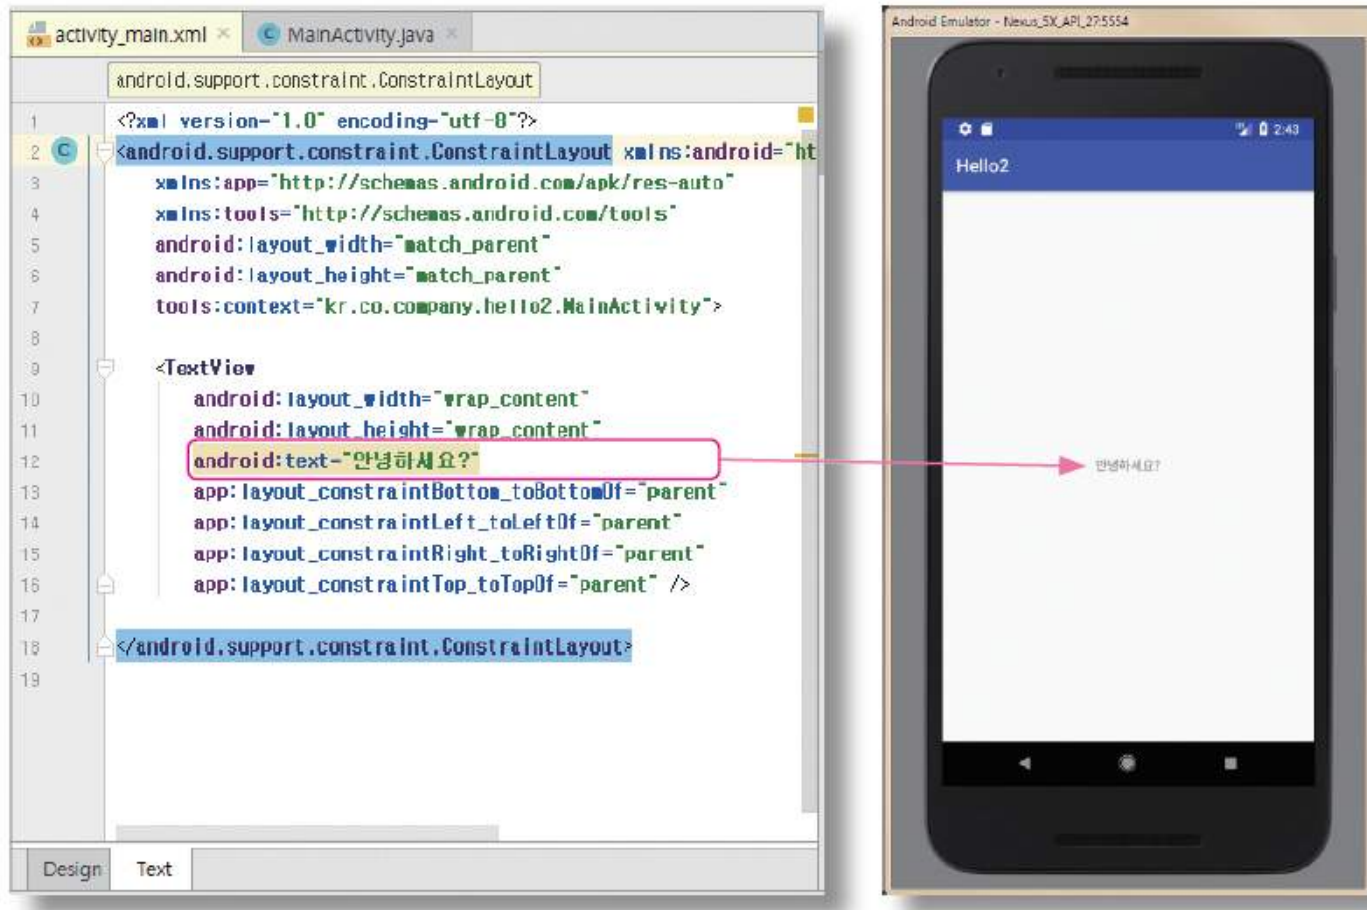 activity_main.xml
MainActivity.java
android.support.constraint.ConstraintLayout
1 <?xml version="1.0" encoding="utf-8"?>
2 <android.support.constraint.ConstraintLayout xmlns:android="ht
3 xmlns:app="http://schemas.android.com/apk/res-auto"
4 xmlns:tools="http://schemas.android.com/tools"
5 android:layout_width="match_parent"
6 android:layout_height="match_parent"
7 tools:context="kr.co.company.hello2.MainActivity">
8
9 <TextView
10 android:layout_width="wrap_content"
11 android:layout_height="wrap_content"
12 android:text="안녕하세요?"
13 app:layout_constraintBottom_toBottomOf="parent"
14 app:layout_constraintLeft_toLeftOf="parent"
15 app:layout_constraintRight_toRightOf="parent"
16 app:layout_constraintTop_toTopOf="parent" />
17
18 </android.support.constraint.ConstraintLayout>
19
Design Text
Android Emulator - Nexus_5X_API_27:5554
2:43
Hello2
안녕하세요?